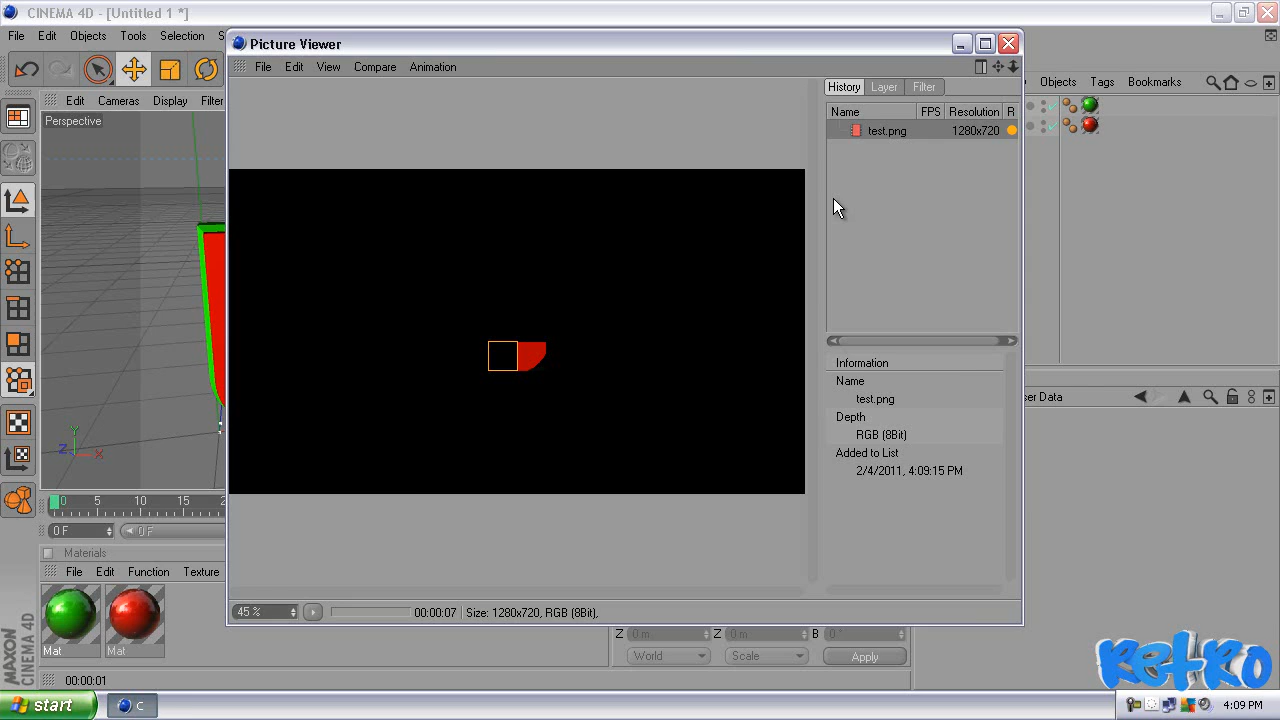 CINEMA 4D - [Untitled 1 *]
File Edit Objects Tools Selection S
Picture Viewer
File Edit View Compare Animation
Edit Cameras Display Filter
Perspective
History Layer Filter
Name FPS Resolution R
test.png 1280x720
Objects Tags Bookmarks
Information
Name
test.png
Depth
RGB (8Bit)
Added to List
2/4/2011, 4:09:15 PM
ser Data
0 5 10 15 2
0 F 0 F
Materials
File Edit Function Texture
Mat Mat
45 % 00:00:07 Size: 1280x720, RGB (8Bit),
Z 0 m Z 0 m B 0 °
World Scale Apply
MAXON
CINEMA 4D
00:00:01
Y
Z X
Retro
start C 4:09 PM